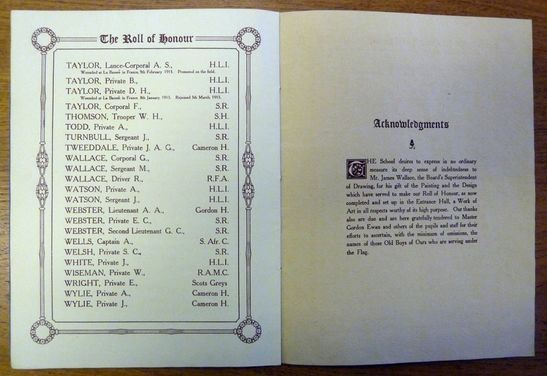 The Roll of Honour
TAYLOR, Lance-Corporal A. S., H.L.I.
Wounded at La Bassée in France, 5th February 1915. Promoted on the field.
TAYLOR, Private B., H.L.I.
TAYLOR, Private D. H., H.L.I.
Wounded at La Bassée in France, 8th January, 1915. Rejoined 5th March, 1915.
TAYLOR, Corporal F., S.R.
THOMSON, Trooper W. H., S.H.
TODD, Private A., H.L.I.
TURNBULL, Sergeant J., S.R.
TWEEDDALE, Private J. A. G., Cameron H.
WALLACE, Corporal G., S.R.
WALLACE, Sergeant M., S.R.
WALLACE, Driver R., R.F.A.
WATSON, Private A., H.L.I.
WATSON, Sergeant J., H.L.I.
WEBSTER, Lieutenant A. A., Gordon H.
WEBSTER, Private E. C., S.R.
WEBSTER, Second Lieutenant G. C., S.R.
WELLS, Captain A., S. Afr. C.
WELSH, Private S. C., S.R.
WHITE, Private J., H.L.I.
WISEMAN, Private W., R.A.M.C.
WRIGHT, Private E., Scots Greys
WYLIE, Private A., Cameron H.
WYLIE, Private J., Cameron H.
Acknowledgments
THE School desires to express in no ordinary
measure its deep sense of indebtedness to
Mr. James Wallace, the Board's Superintendent
of Drawing, for his gift of the Painting and the Design
which have served to make our Roll of Honour, as now
completed and set up in the Entrance Hall, a Work of
Art in all respects worthy of its high purpose. Our thanks
also are due and are here gratefully tendered to Master
Gordon Ewan and others of the pupils and staff for their
efforts to ascertain, with the minimum of omissions, the
names of those Old Boys of Ours who are serving under
the Flag.